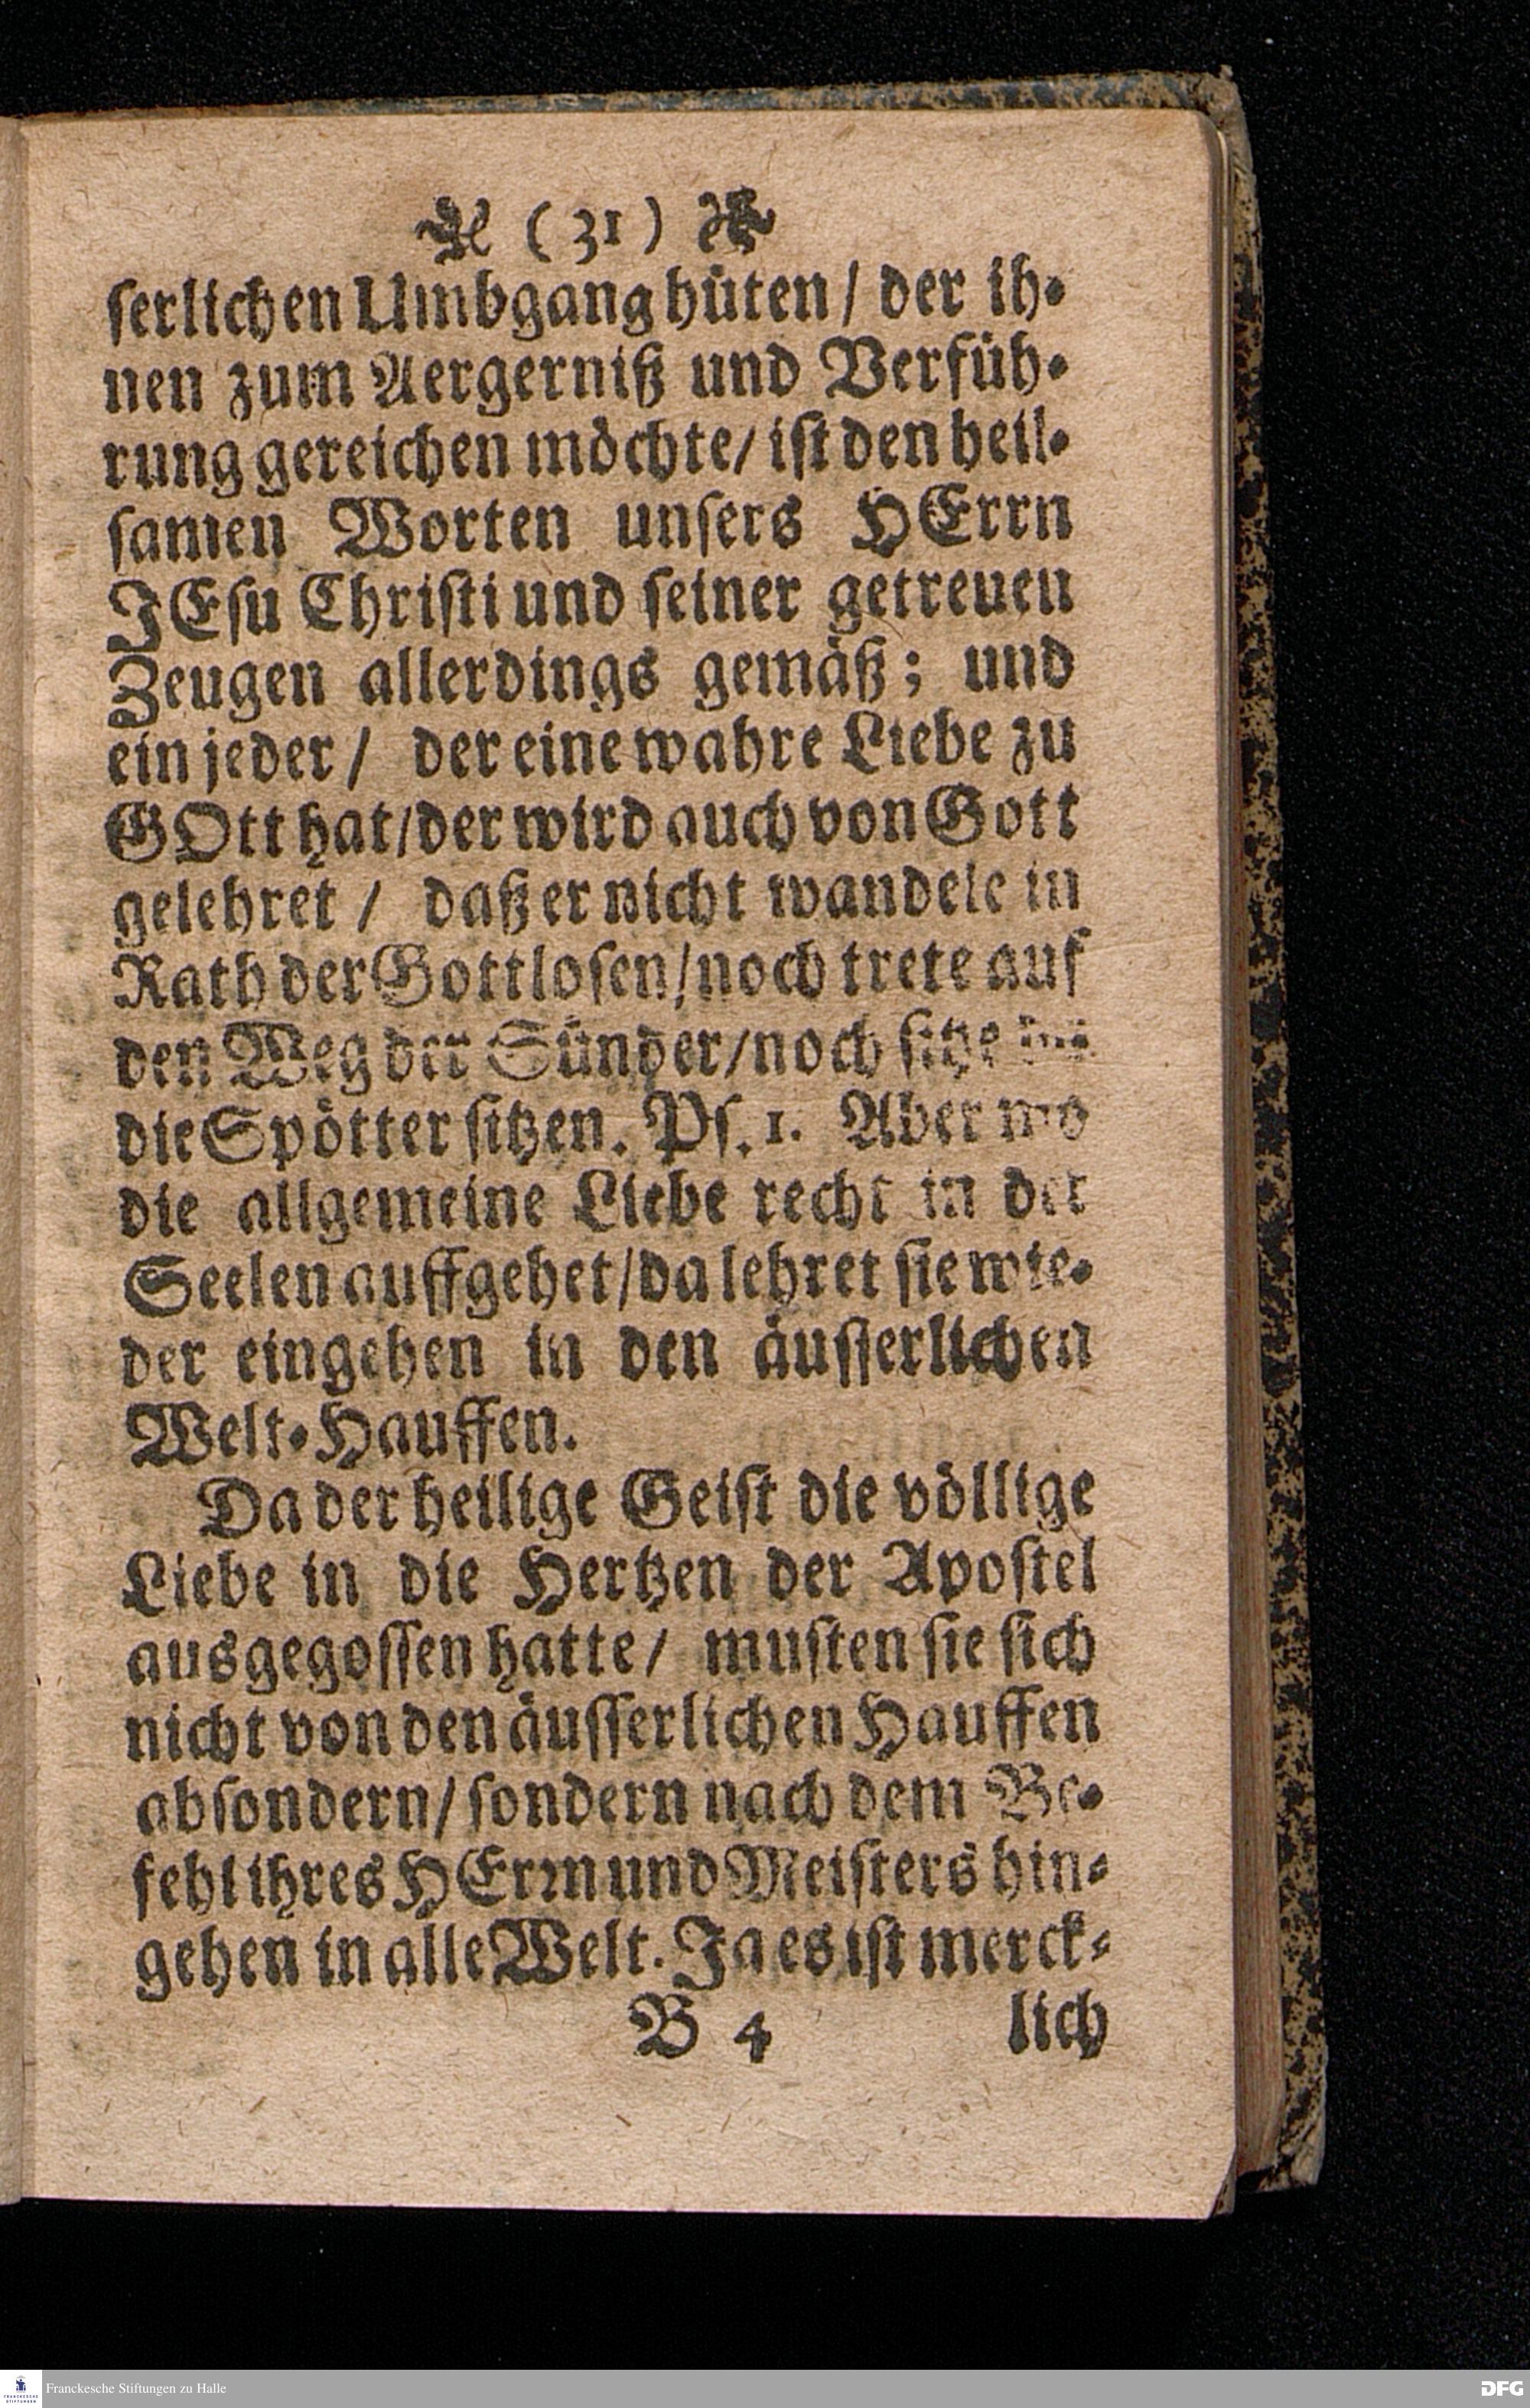 ( 31 )
serlichen Umbgang hüten / der ih-
nen zum Aergerniß und Verfüh-
rung gereichen möchte / ist den heil-
samen Worten unsers HErrn
JEsu Christi und seiner getreuen
Zeugen allerdings gemäß; und
ein jeder / der eine wahre Liebe zu
GOtt hat / der wird auch von Gott
gelehret / daß er nicht wandele in
Rath der Gottlosen / noch trete auf
den Weg der Sünder / noch sitze
die Spötter sitzen. Ps. 1. Aber wo
die allgemeine Liebe recht in der
Seelen auffgehet / da lehret sie wie-
der eingehen in den äusserlichen
Welt-Hauffen.
Da der heilige Geist die völlige
Liebe in die Hertzen der Apostel
ausgegossen hatte / musten sie sich
nicht von den äusserlichen Hauffen
absondern / sondern nach dem Be-
fehl ihres HErrn und Meisters hin-
gehen in alle Welt. Ja es ist merck-
B 4 lich
Franckesche Stiftungen zu Halle
DFG